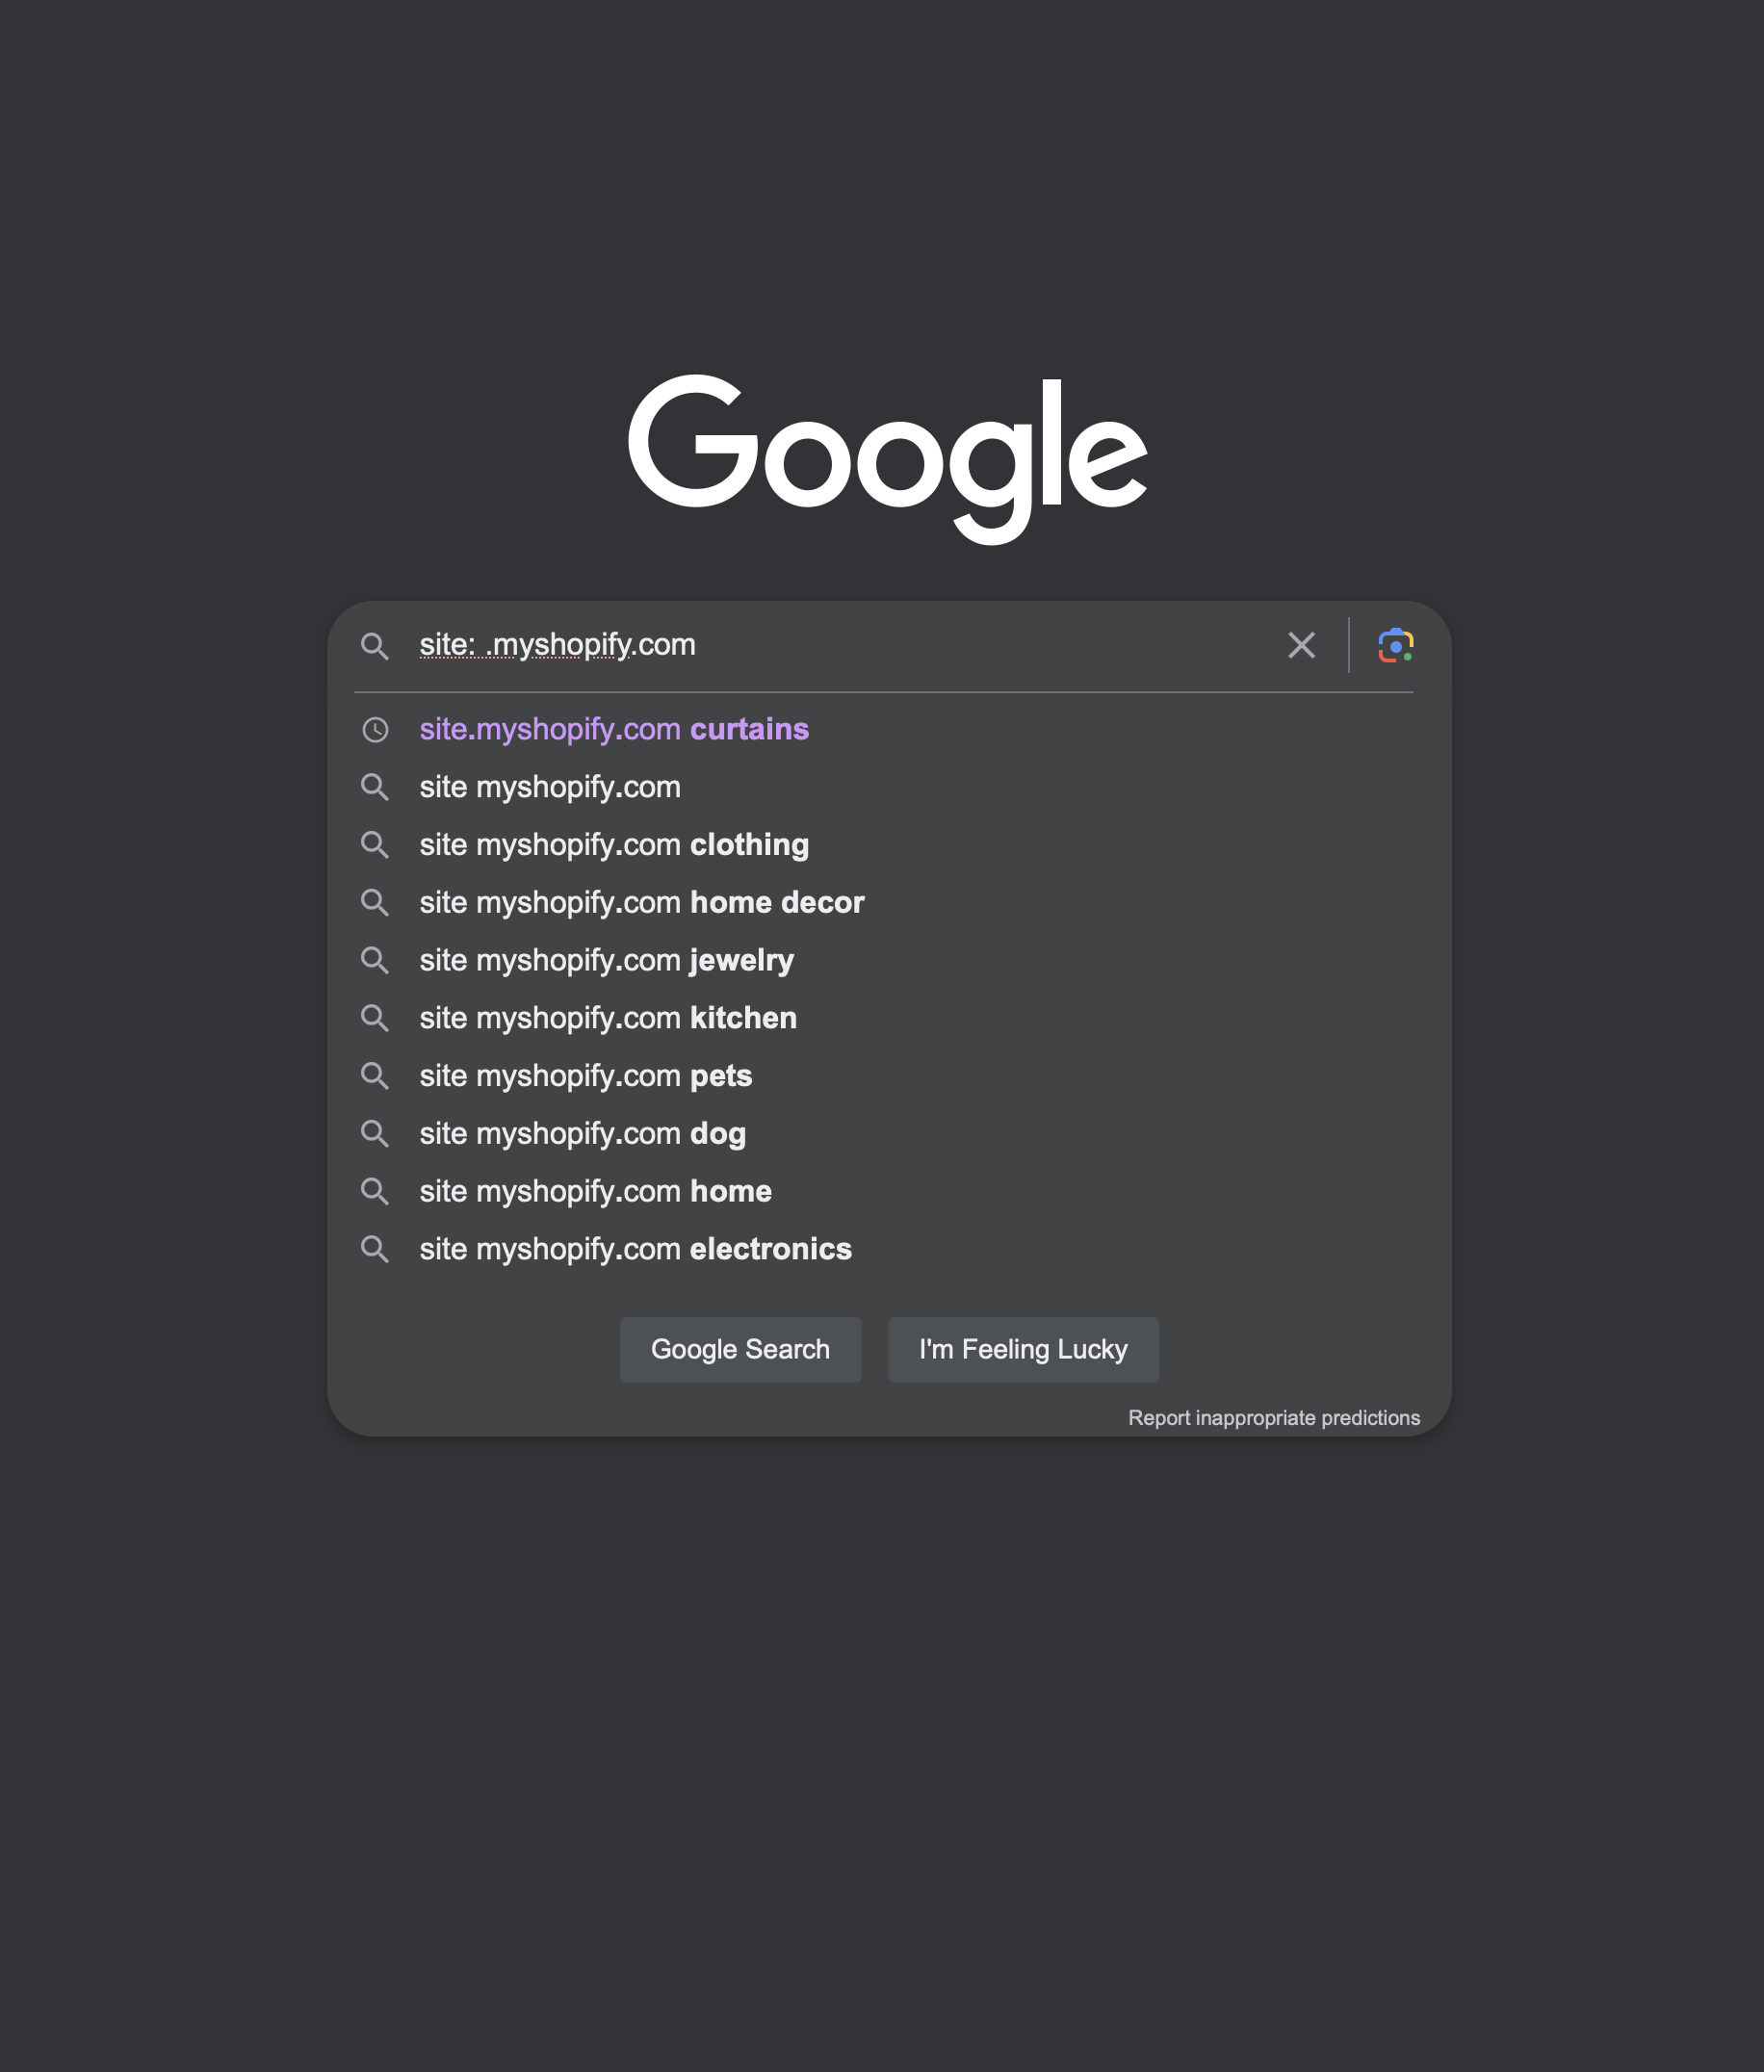 Google
site: .myshopify.com
site.myshopify.com curtains
site myshopify.com
site myshopify.com clothing
site myshopify.com home decor
site myshopify.com jewelry
site myshopify.com kitchen
site myshopify.com pets
site myshopify.com dog
site myshopify.com home
site myshopify.com electronics
Google Search I'm Feeling Lucky
Report inappropriate predictions